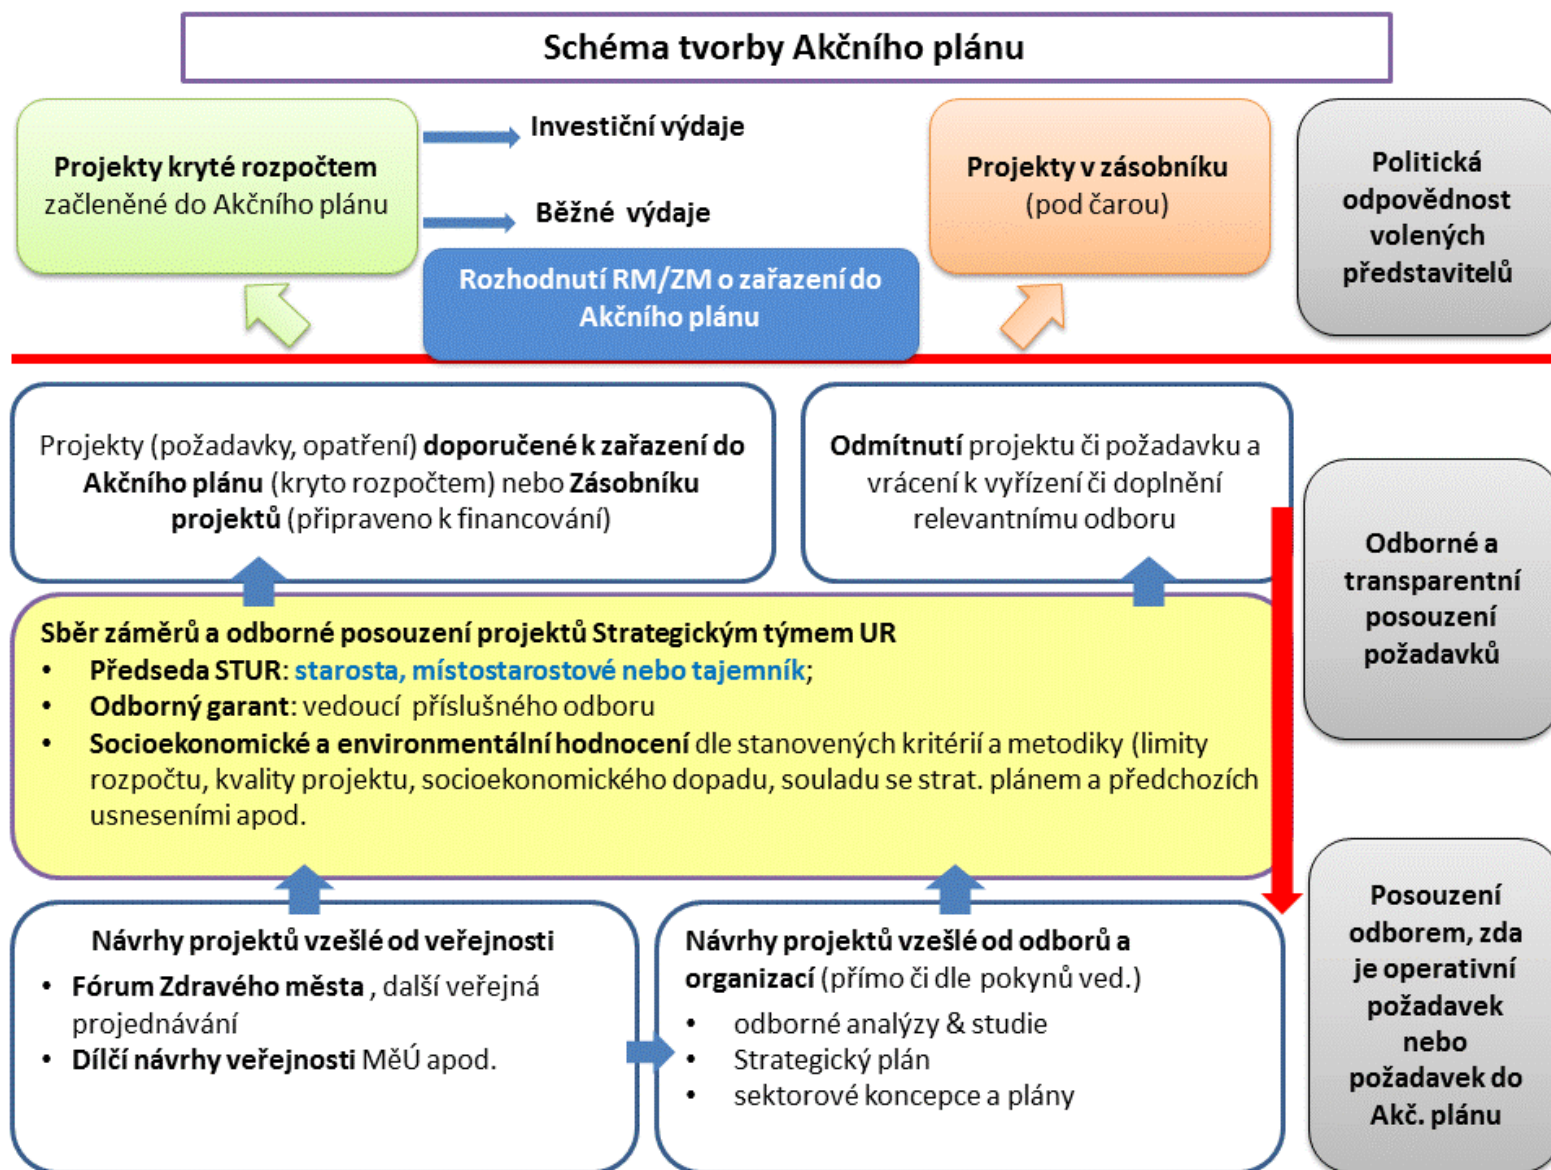 Schéma tvorby Akčního plánu
Projekty kryté rozpočtem
začleněné do Akčního plánu
Investiční výdaje
Běžné výdaje
Projekty v zásobníku
(pod čarou)
Politická
odpovědnost
volených
představitelů
Rozhodnutí RM/ZM o zařazení do
Akčního plánu
Projekty (požadavky, opatření) doporučené k zařazení do
Akčního plánu (kryto rozpočtem) nebo Zásobníku
projektů (připraveno k financování)
Odmítnutí projektu či požadavku a
vrácení k vyřízení či doplnění
relevantnímu odboru
Odborné a
transparentní
posouzení
požadavků
Sběr záměrů a odborné posouzení projektů Strategickým týmem UR
• Předseda STUR: starosta, místostarostové nebo tajemník;
• Odborný garant: vedoucí příslušného odboru
• Socioekonomické a environmentální hodnocení dle stanovených kritérií a metodiky (limity
rozpočtu, kvality projektu, socioekonomického dopadu, souladu se strat. plánem a předchozích
usneseními apod.
Návrhy projektů vzešlé od veřejnosti
• Fórum Zdravého města , další veřejná
projednávání
• Dílčí návrhy veřejnosti MěÚ apod.
Návrhy projektů vzešlé od odborů a
organizací (přímo či dle pokynů ved.)
• odborné analýzy & studie
• Strategický plán
• sektorové koncepce a plány
Posouzení
odborem, zda
je operativní
požadavek
nebo
požadavek do
Akč. plánu